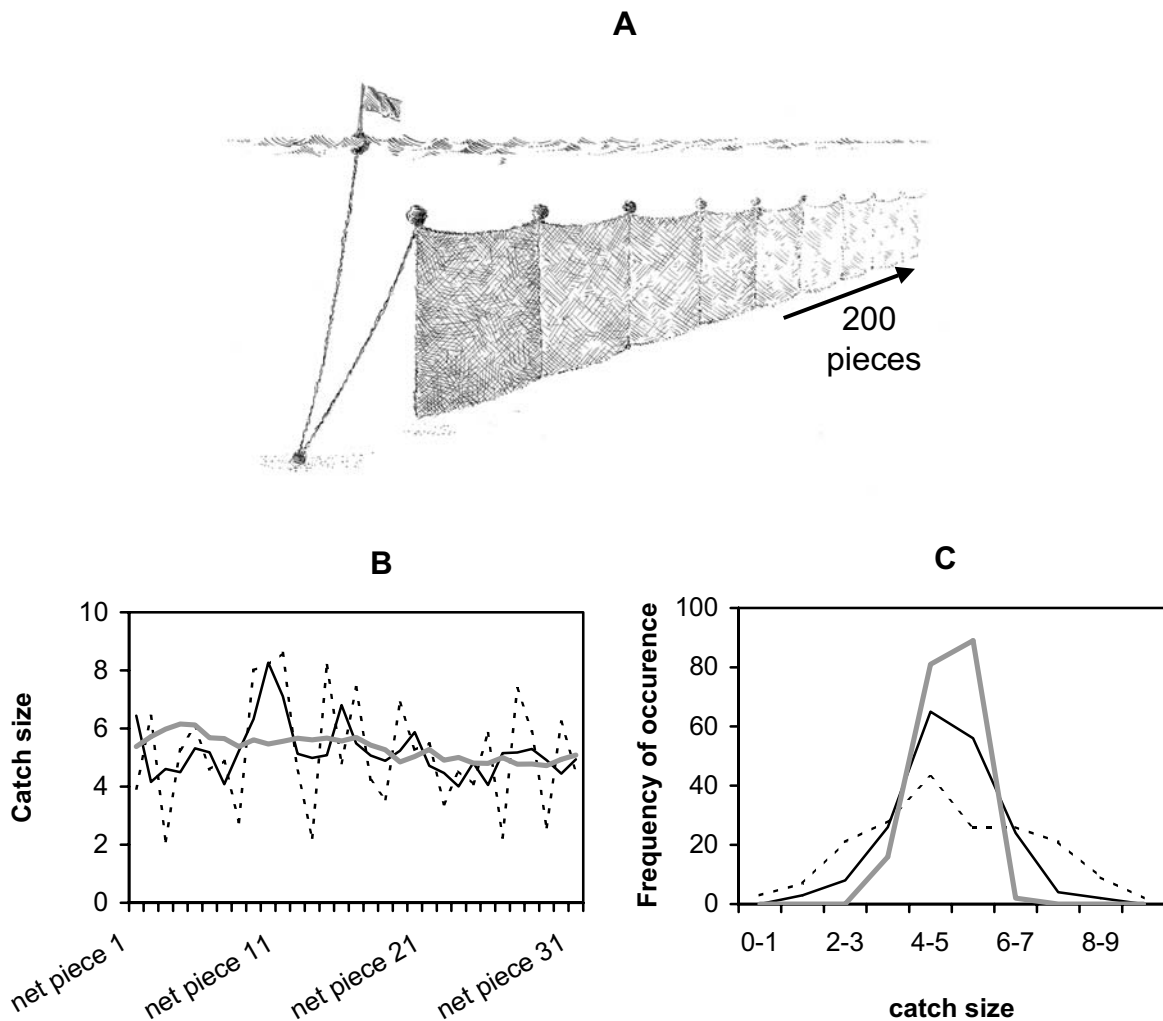 A
200
pieces
B
Catch size
10
8
6
4
2
0
net piece 1
net piece 11
net piece 21
net piece 31
C
Frequency of occurence
100
80
60
40
20
0
0-1
2-3
4-5
6-7
8-9
catch size